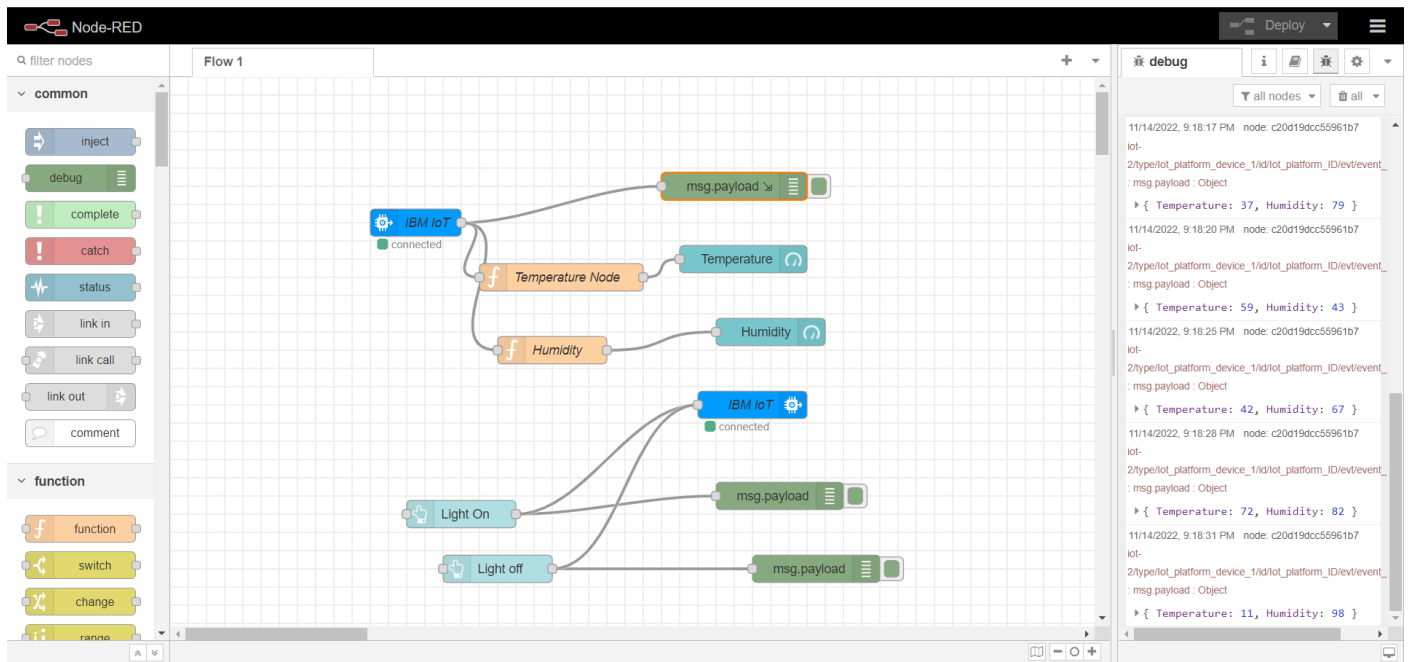 Node-RED
Deploy
filter nodes
Flow 1
debug
i
all nodes
all
common
inject
debug
complete
catch
status
link in
link call
link out
comment
function
function
switch
change
range
msg.payload
IBM IoT
connected
Temperature Node
Temperature
Humidity
Humidity
IBM IoT
connected
Light On
msg.payload
Light off
msg.payload
11/14/2022, 9:18:17 PM node: c20d19dcc55961b7
iot-
2/type/Iot_platform_device_1/id/Iot_platform_ID/evt/event_
: msg.payload : Object
{ Temperature: 37, Humidity: 79 }
11/14/2022, 9:18:20 PM node: c20d19dcc55961b7
iot-
2/type/Iot_platform_device_1/id/Iot_platform_ID/evt/event_
: msg.payload : Object
{ Temperature: 59, Humidity: 43 }
11/14/2022, 9:18:25 PM node: c20d19dcc55961b7
iot-
2/type/Iot_platform_device_1/id/Iot_platform_ID/evt/event_
: msg.payload : Object
{ Temperature: 42, Humidity: 67 }
11/14/2022, 9:18:28 PM node: c20d19dcc55961b7
iot-
2/type/Iot_platform_device_1/id/Iot_platform_ID/evt/event_
: msg.payload : Object
{ Temperature: 72, Humidity: 82 }
11/14/2022, 9:18:31 PM node: c20d19dcc55961b7
iot-
2/type/Iot_platform_device_1/id/Iot_platform_ID/evt/event_
: msg.payload : Object
{ Temperature: 11, Humidity: 98 }